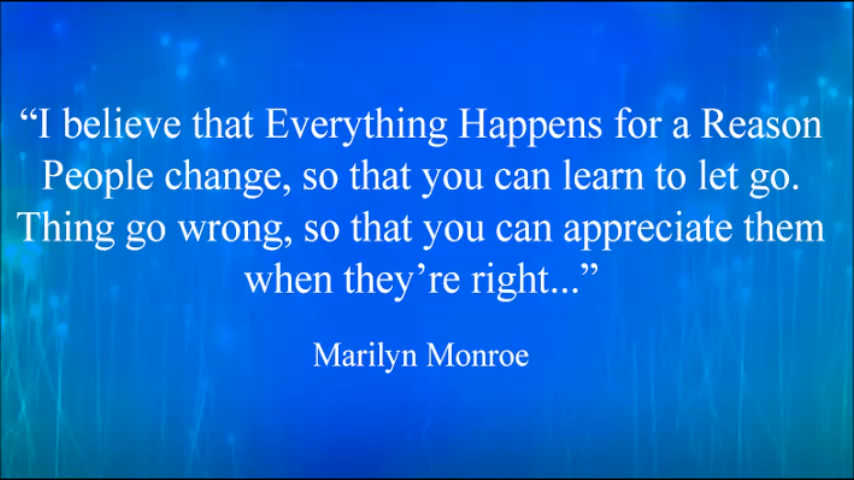 “I believe that Everything Happens for a Reason
People change, so that you can learn to let go.
Thing go wrong, so that you can appreciate them
when they’re right...”
Marilyn Monroe